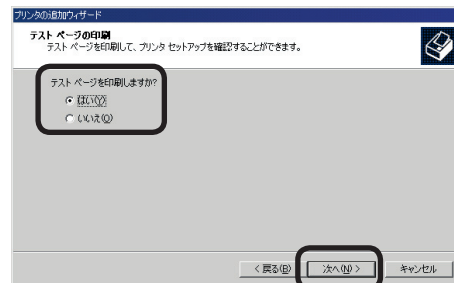 プリンタの追加ウィザード
テスト ページの印刷
テスト ページを印刷して、プリンタ セットアップを確認することができます。
テスト ページを印刷しますか?
はい(Y)
いいえ(O)
< 戻る(B)
次へ(N) >
キャンセル